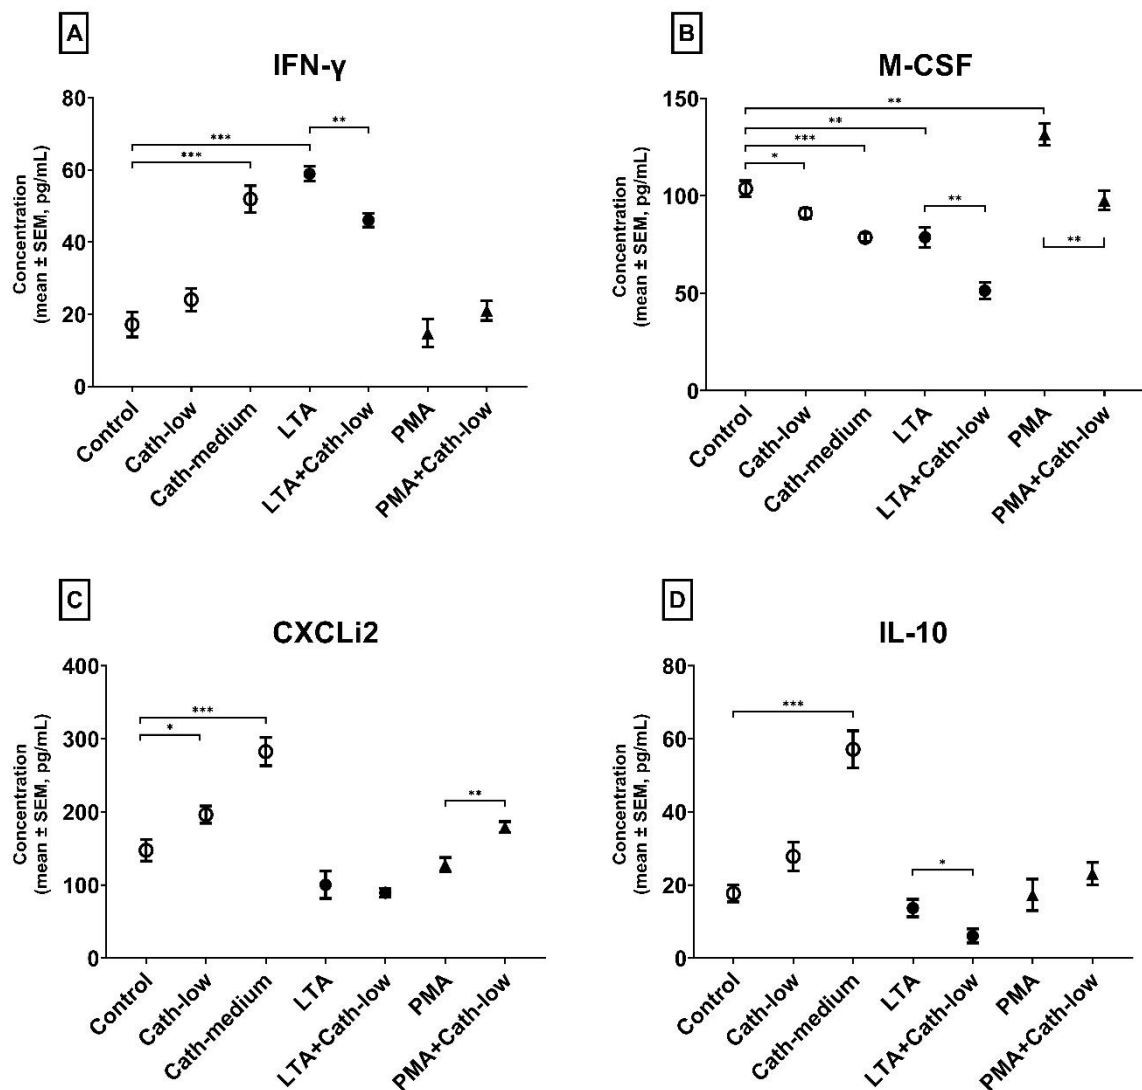 A
IFN-γ
Concentration
(mean ± SEM, pg/mL)
80
60
40
20
0
***
***
**
Control
Cath-low
Cath-medium
LTA
LTA+Cath-low
PMA
PMA+Cath-low
B
M-CSF
Concentration
(mean ± SEM, pg/mL)
150
100
50
0
**
**
***
*
**
**
Control
Cath-low
Cath-medium
LTA
LTA+Cath-low
PMA
PMA+Cath-low
C
CXCLi2
Concentration
(mean ± SEM, pg/mL)
400
300
200
100
0
***
*
**
Control
Cath-low
Cath-medium
LTA
LTA+Cath-low
PMA
PMA+Cath-low
D
IL-10
Concentration
(mean ± SEM, pg/mL)
80
60
40
20
0
***
*
Control
Cath-low
Cath-medium
LTA
LTA+Cath-low
PMA
PMA+Cath-low